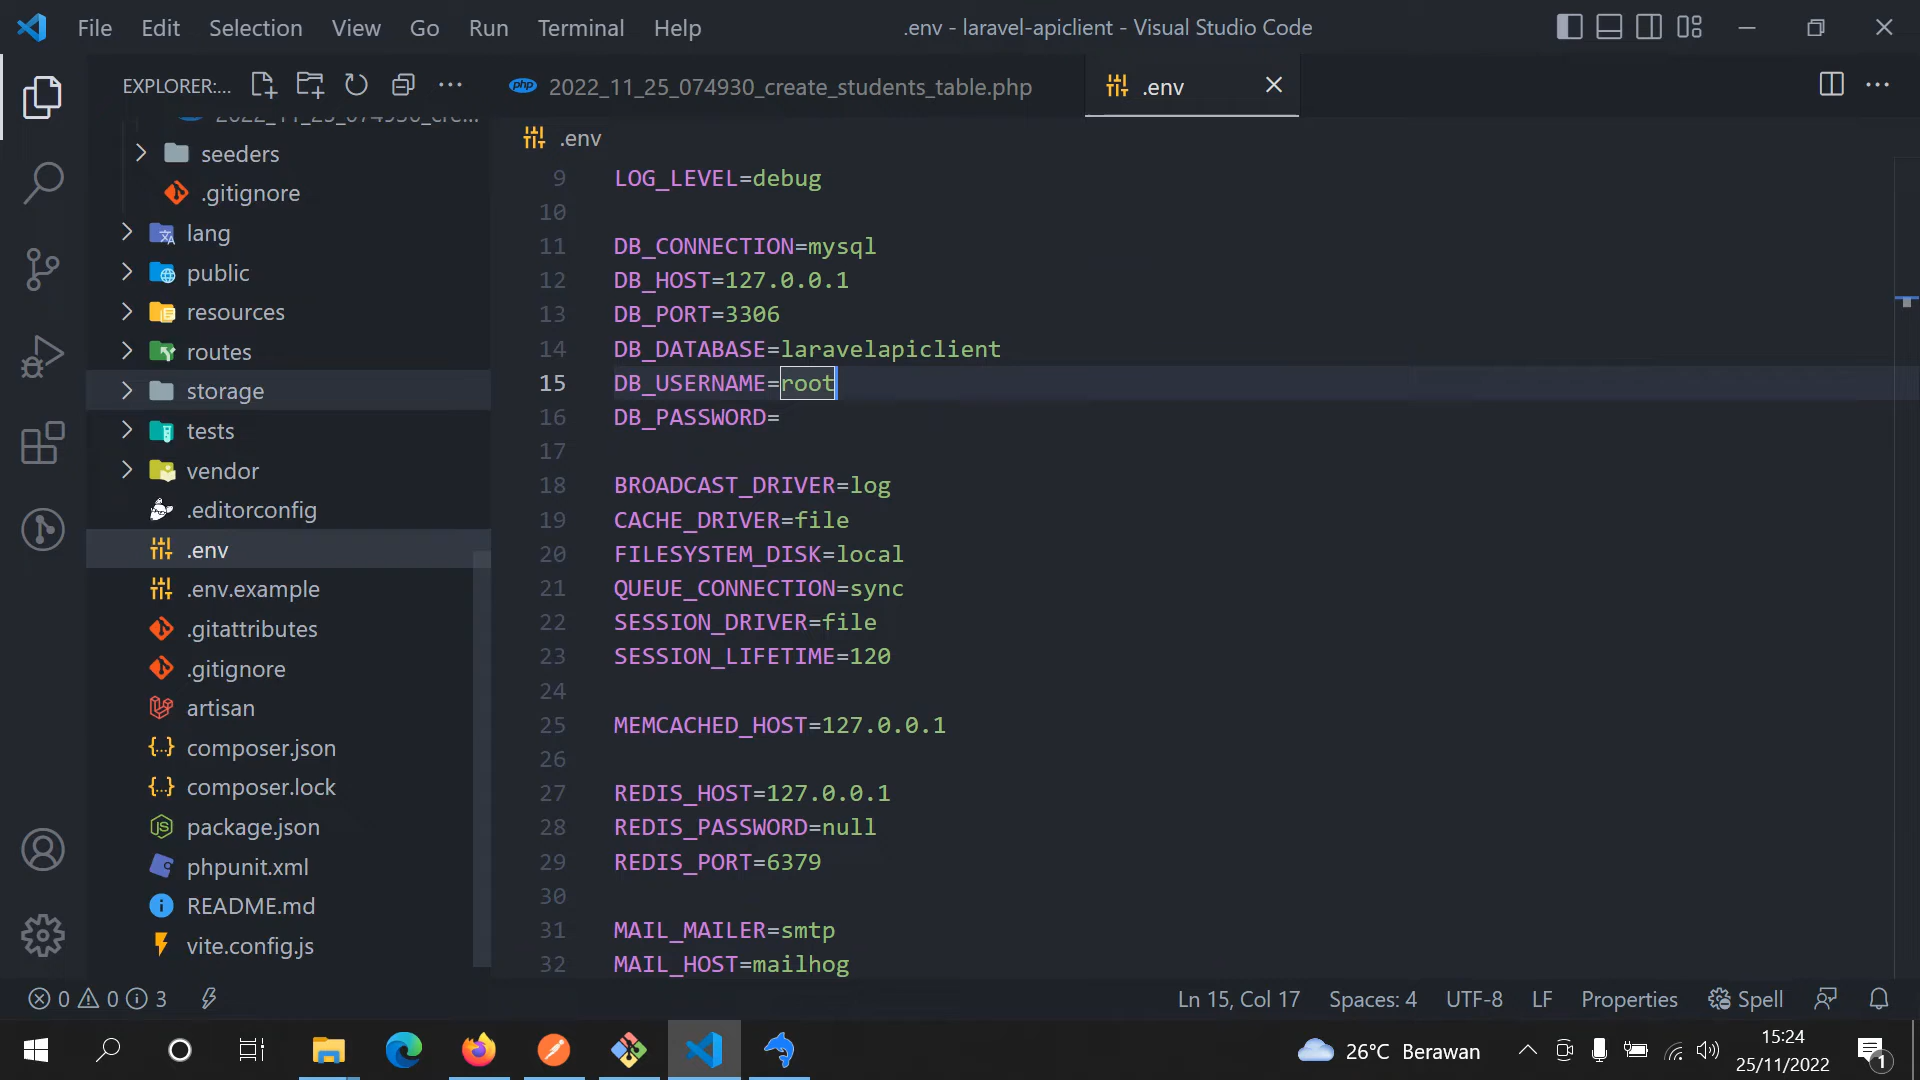 File Edit Selection View Go Run Terminal Help
.env - laravel-apiclient - Visual Studio Code
EXPLORER:...
2022_11_25_074930_create_students_table.php
.env
.env
2022_11_25_074930_cre...
seeders
.gitignore
lang
public
resources
routes
storage
tests
vendor
.editorconfig
.env
.env.example
.gitattributes
.gitignore
artisan
composer.json
composer.lock
package.json
phpunit.xml
README.md
vite.config.js
9 LOG_LEVEL=debug
10
11 DB_CONNECTION=mysql
12 DB_HOST=127.0.0.1
13 DB_PORT=3306
14 DB_DATABASE=laravelapiclient
15 DB_USERNAME=root
16 DB_PASSWORD=
17
18 BROADCAST_DRIVER=log
19 CACHE_DRIVER=file
20 FILESYSTEM_DISK=local
21 QUEUE_CONNECTION=sync
22 SESSION_DRIVER=file
23 SESSION_LIFETIME=120
24
25 MEMCACHED_HOST=127.0.0.1
26
27 REDIS_HOST=127.0.0.1
28 REDIS_PASSWORD=null
29 REDIS_PORT=6379
30
31 MAIL_MAILER=smtp
32 MAIL_HOST=mailhog
0 0 3
Ln 15, Col 17 Spaces: 4 UTF-8 LF Properties Spell
26°C Berawan
15:24
25/11/2022
1